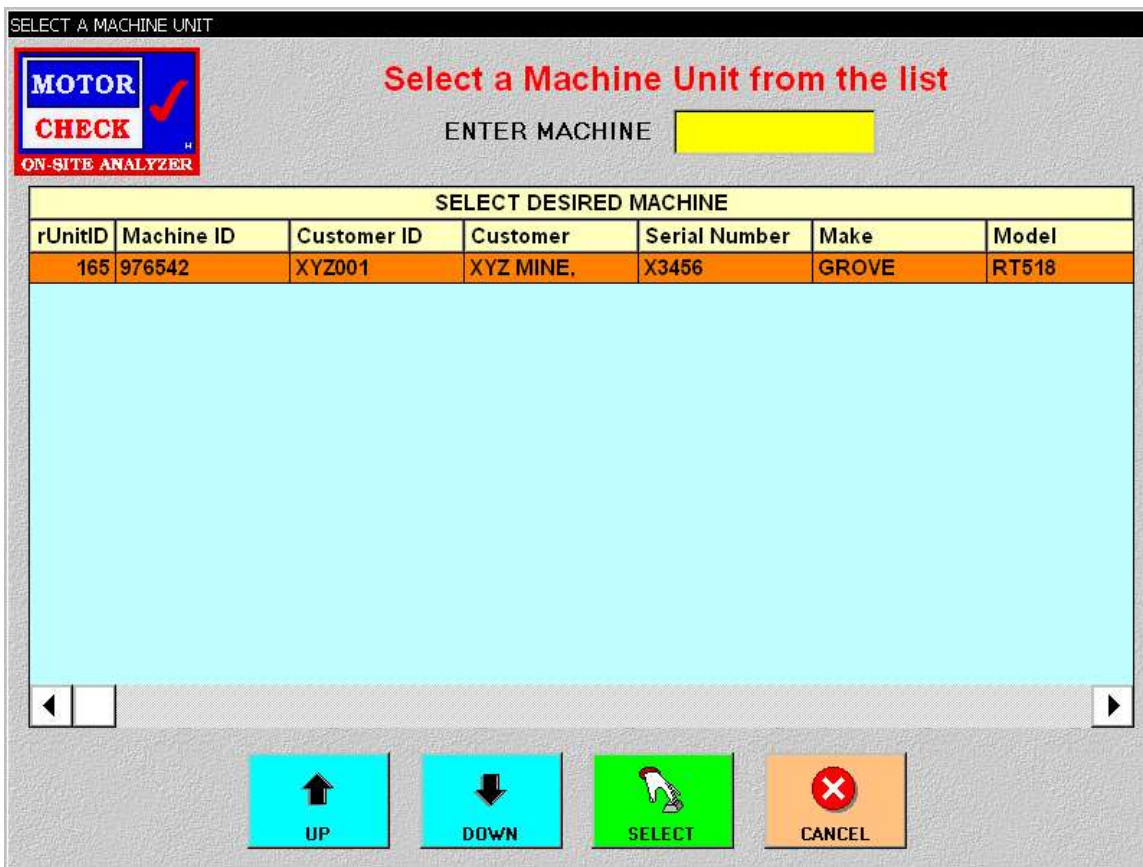 SELECT A MACHINE UNIT
MOTOR
CHECK
H
ON-SITE ANALYZER
Select a Machine Unit from the list
ENTER MACHINE
SELECT DESIRED MACHINE
rUnitID Machine ID Customer ID Customer Serial Number Make Model
165 976542 XYZ001 XYZ MINE, X3456 GROVE RT518
UP DOWN SELECT CANCEL